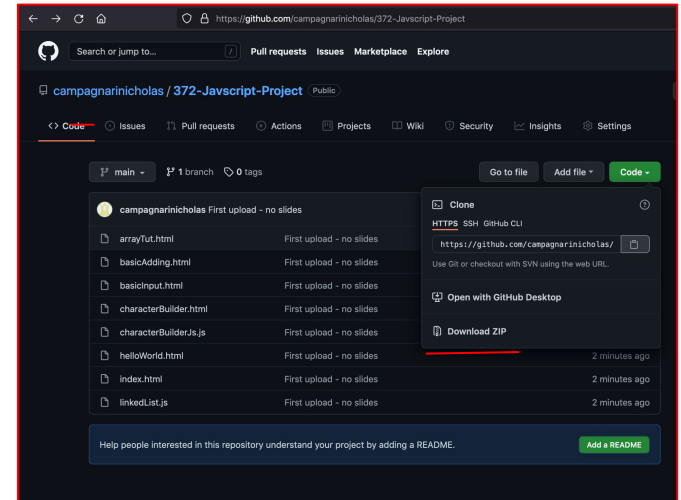 https://github.com/campagnarinicholas/372-Javscript-Project
Search or jump to... / Pull requests Issues Marketplace Explore
campagnarinicholas / 372-Javscript-Project Public
<> Code Issues Pull requests Actions Projects Wiki Security Insights Settings
main 1 branch 0 tags Go to file Add file Code
campagnarinicholas First upload - no slides
arrayTut.html First upload - no slides
basicAdding.html First upload - no slides
basicInput.html First upload - no slides
characterBuilder.html First upload - no slides
characterBuilderJs.js First upload - no slides
helloWorld.html First upload - no slides 2 minutes ago
index.html First upload - no slides 2 minutes ago
linkedList.js First upload - no slides 2 minutes ago
Clone ?
HTTPS SSH GitHub CLI
https://github.com/campagnarinicholas/
Use Git or checkout with SVN using the web URL.
Open with GitHub Desktop
Download ZIP
Help people interested in this repository understand your project by adding a README. Add a README